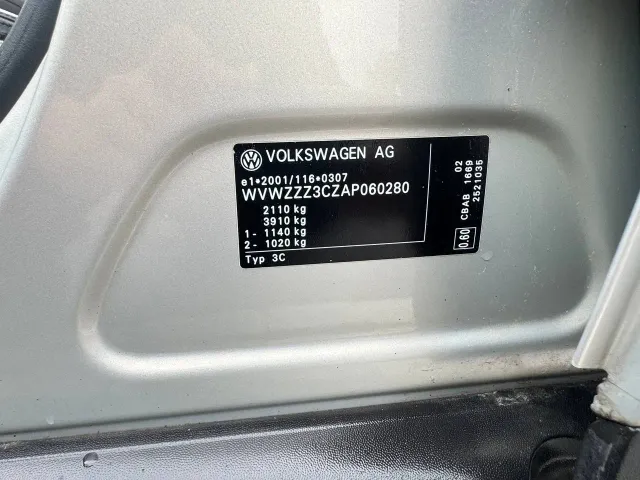 VOLKSWAGEN AG
e1*2001/116*0307
WVWZZZ3CZAP060280
2110 kg
3910 kg
1 - 1140 kg
2 - 1020 kg
Typ 3C
0.60
CBAB 1669 02
2521035